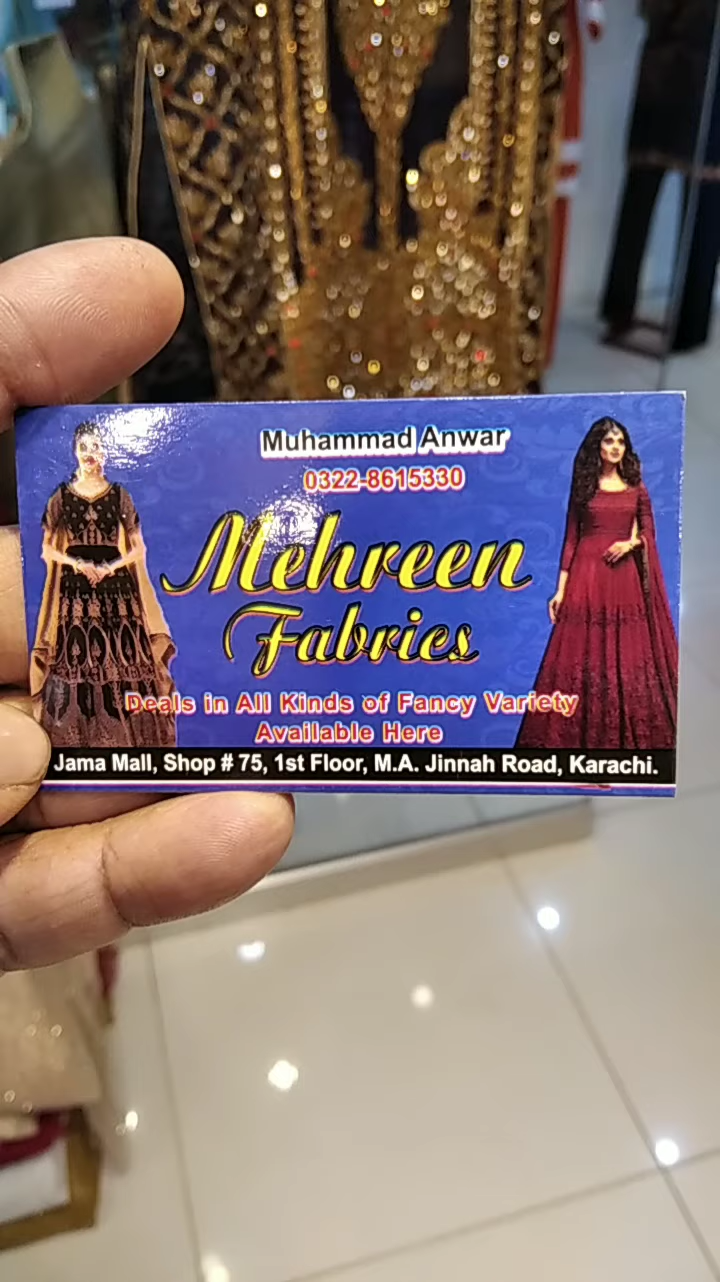 Muhammad Anwar
0322-8615330
Mehreen
Fabrics
Deals in All Kinds of Fancy Variety
Available Here
Jama Mall, Shop # 75, 1st Floor, M.A. Jinnah Road, Karachi.